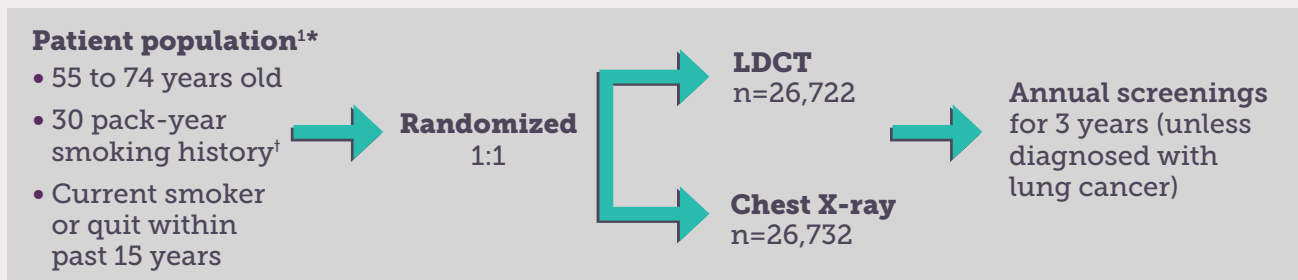 Patient population¹*
• 55 to 74 years old
• 30 pack-year
smoking history†
• Current smoker
or quit within
past 15 years
Randomized
1:1
LDCT
n=26,722
Chest X-ray
n=26,732
Annual screenings
for 3 years (unless
diagnosed with
lung cancer)